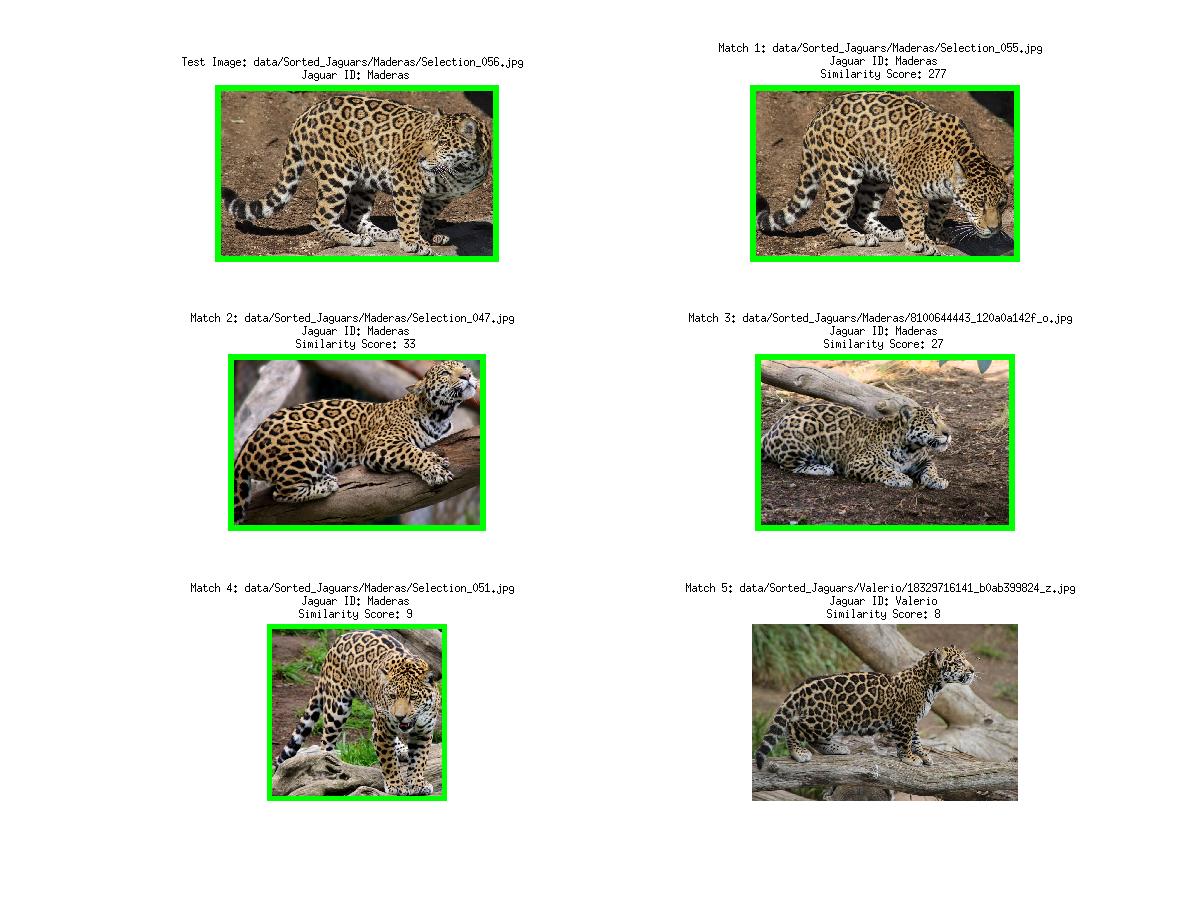 Test Image: data/Sorted_Jaguars/Maderas/Selection_056.jpg
Jaguar ID: Maderas
Match 1: data/Sorted_Jaguars/Maderas/Selection_055.jpg
Jaguar ID: Maderas
Similarity Score: 277
Match 2: data/Sorted_Jaguars/Maderas/Selection_047.jpg
Jaguar ID: Maderas
Similarity Score: 33
Match 3: data/Sorted_Jaguars/Maderas/8100644443_120a0a142f_o.jpg
Jaguar ID: Maderas
Similarity Score: 27
Match 4: data/Sorted_Jaguars/Maderas/Selection_051.jpg
Jaguar ID: Maderas
Similarity Score: 9
Match 5: data/Sorted_Jaguars/Valerio/18329716141_b0ab399824_z.jpg
Jaguar ID: Valerio
Similarity Score: 8